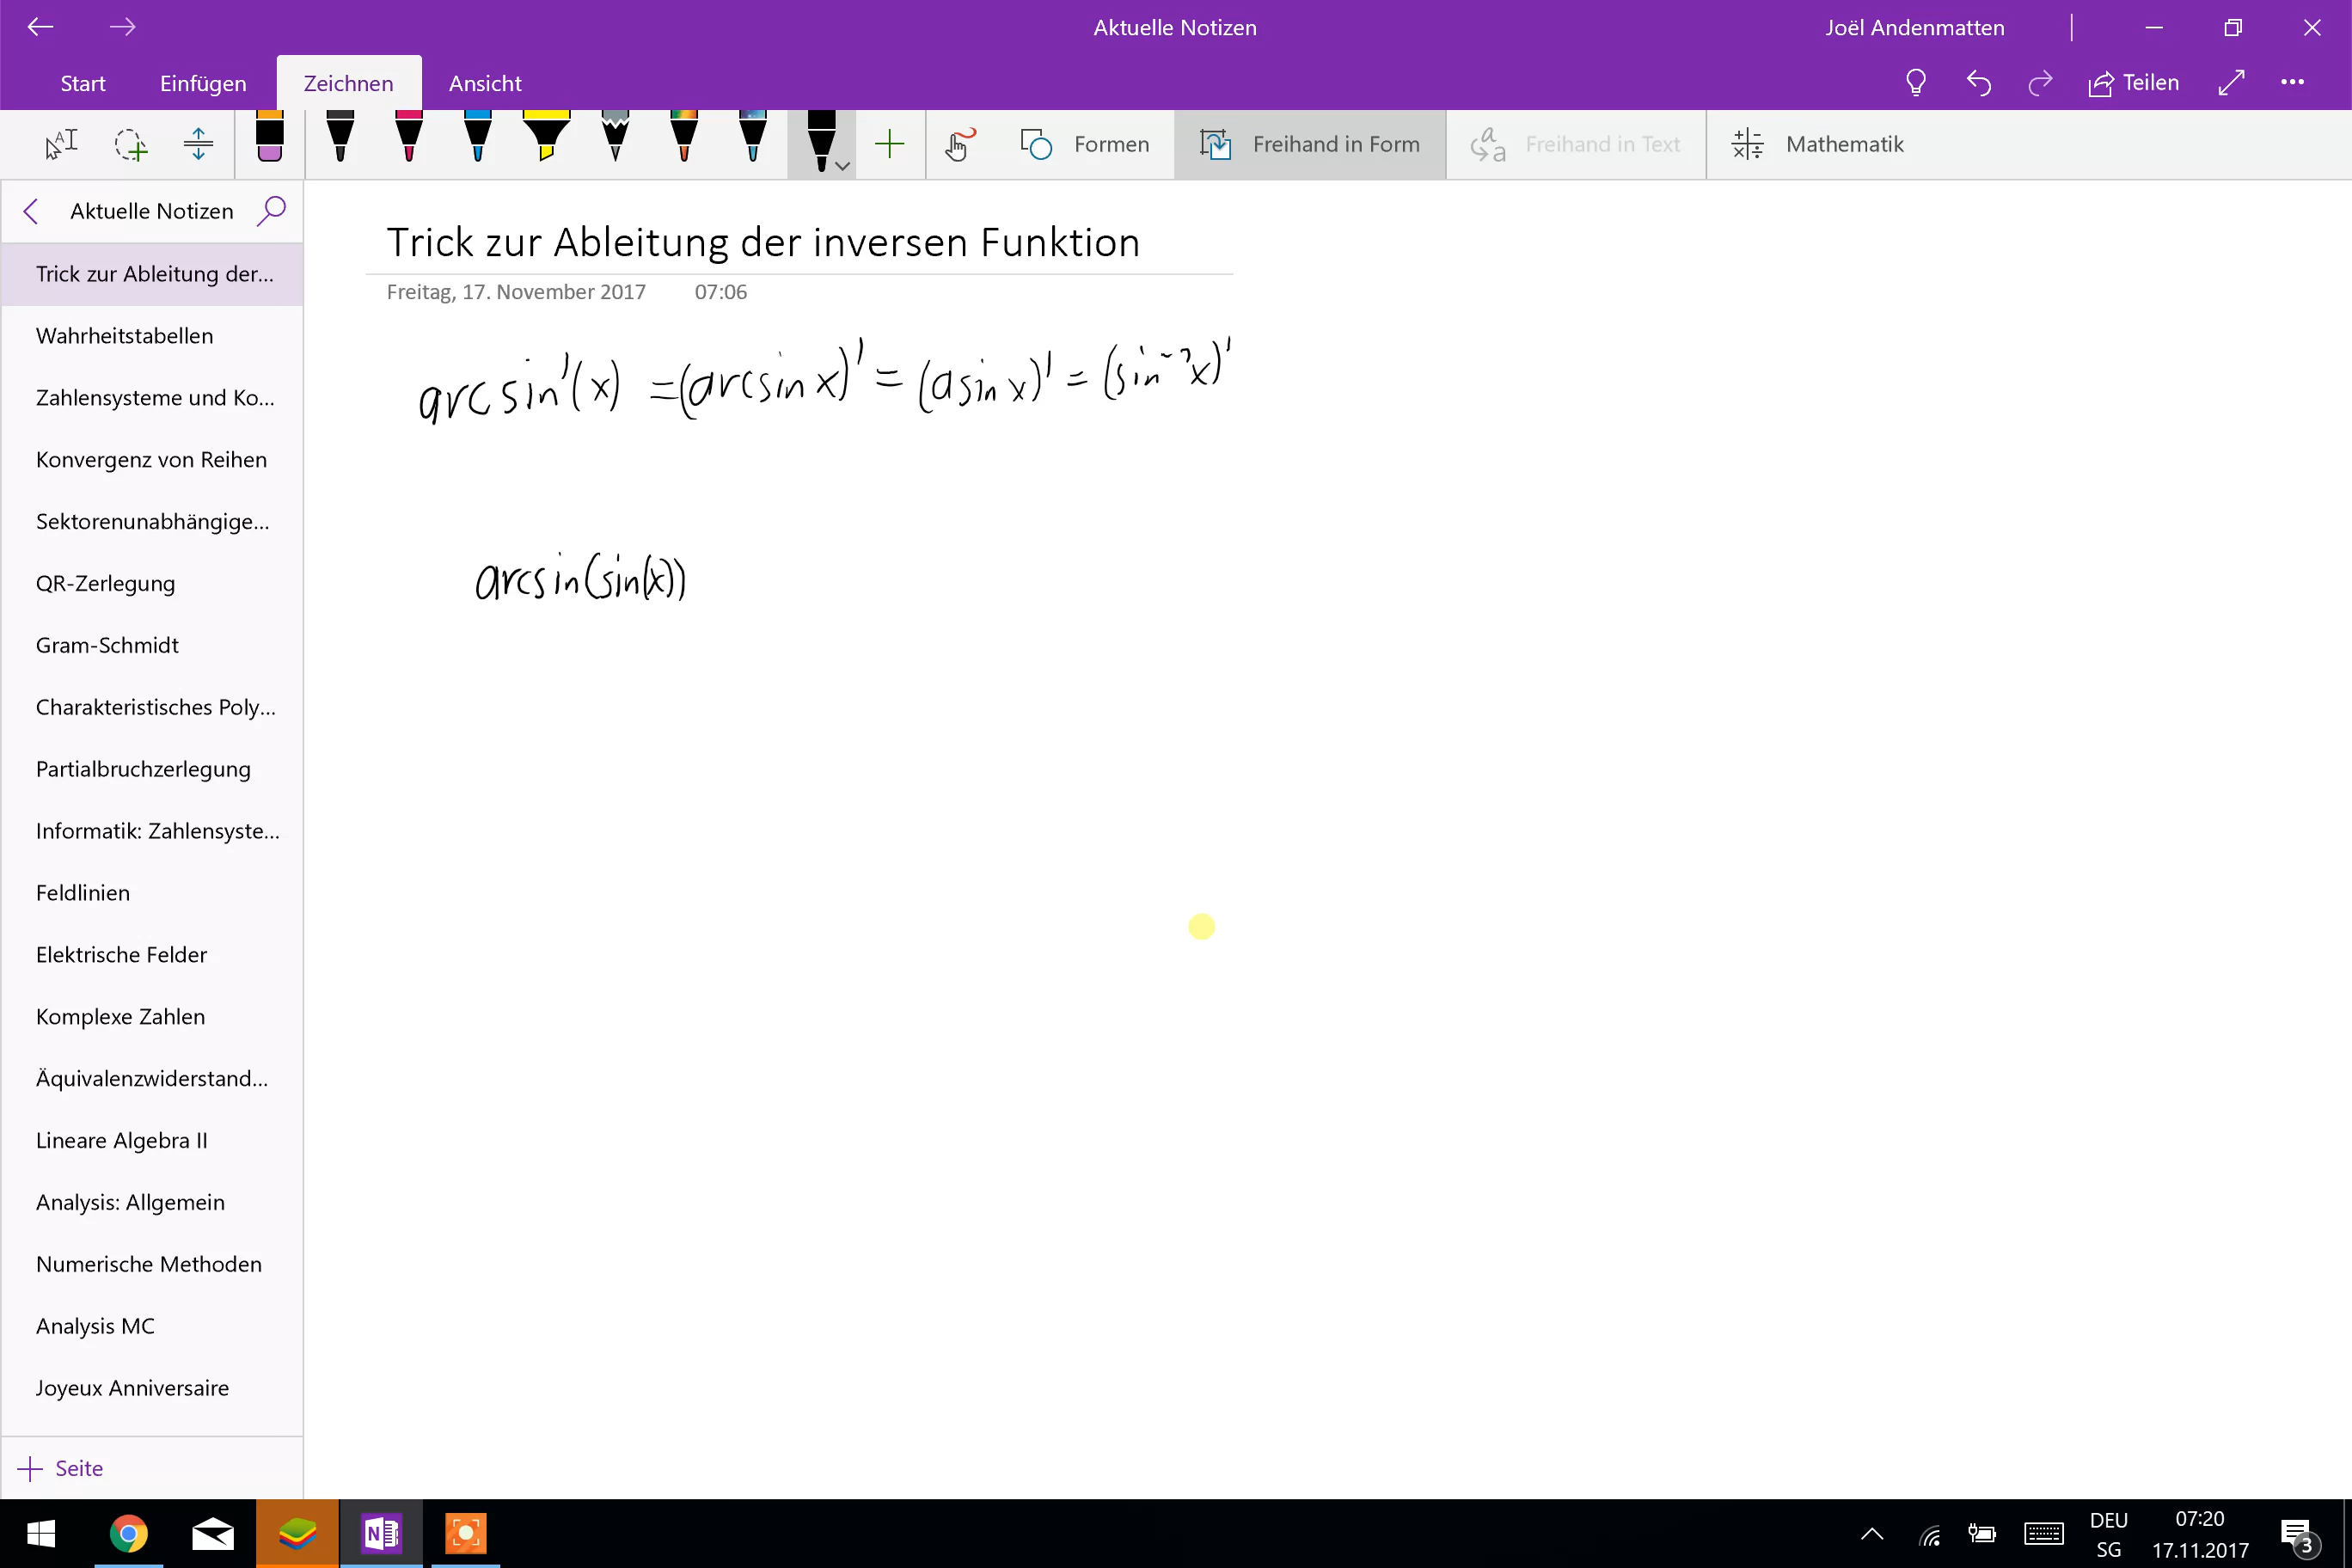 Aktuelle Notizen
Joël Andenmatten
Start Einfügen Zeichnen Ansicht
Teilen
Formen Freihand in Form Freihand in Text Mathematik
Aktuelle Notizen
Trick zur Ableitung der...
Wahrheitstabellen
Zahlensysteme und Ko...
Konvergenz von Reihen
Sektorenunabhängige...
QR-Zerlegung
Gram-Schmidt
Charakteristisches Poly...
Partialbruchzerlegung
Informatik: Zahlensyste...
Feldlinien
Elektrische Felder
Komplexe Zahlen
Äquivalenzwiderstand...
Lineare Algebra II
Analysis: Allgemein
Numerische Methoden
Analysis MC
Joyeux Anniversaire
+ Seite
Trick zur Ableitung der inversen Funktion
Freitag, 17. November 2017 07:06
arcsin'(x) = (arcsin x)' = (asin x)' = (sin⁻¹x)'
arcsin(sin(x))
DEU
SG
07:20
17.11.2017
3